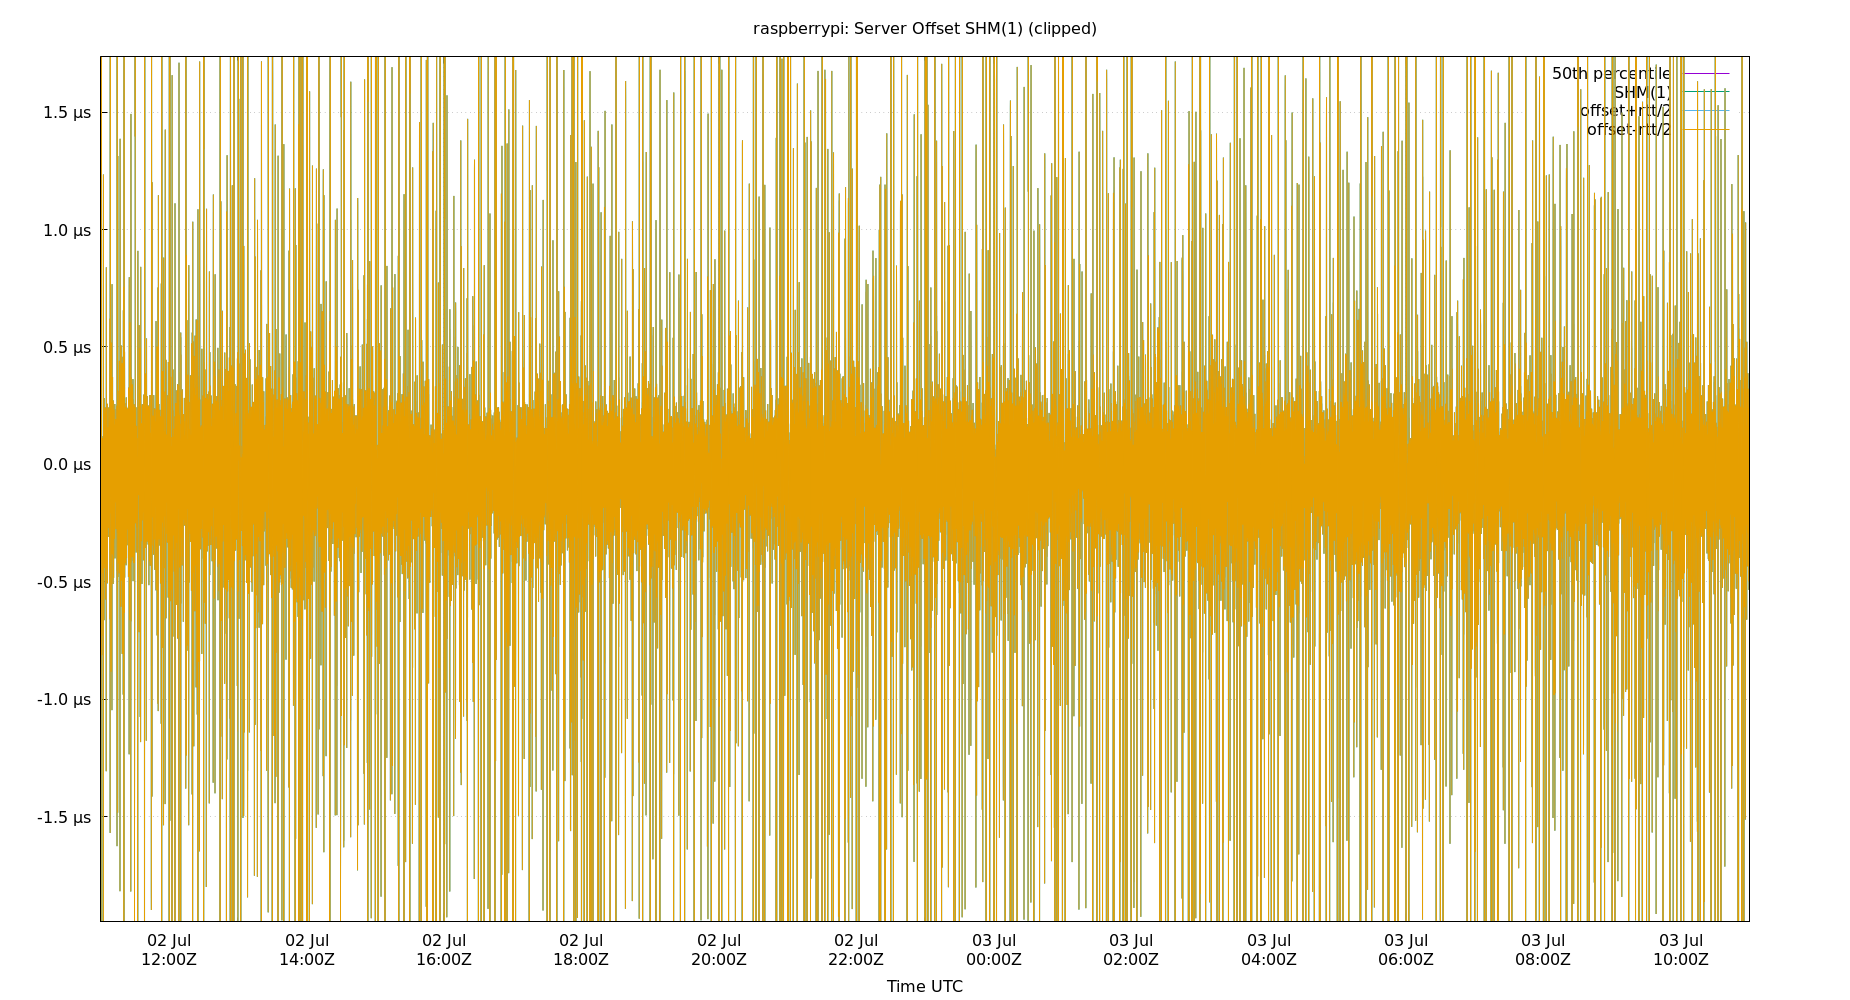 raspberrypi: Server Offset SHM(1) (clipped)
50th percentile
SHM(1)
offset+rtt/2
offset-rtt/2
1.5 µs
1.0 µs
0.5 µs
0.0 µs
-0.5 µs
-1.0 µs
-1.5 µs
02 Jul 02 Jul 02 Jul 02 Jul 02 Jul 02 Jul 03 Jul 03 Jul 03 Jul 03 Jul 03 Jul 03 Jul
12:00Z 14:00Z 16:00Z 18:00Z 20:00Z 22:00Z 00:00Z 02:00Z 04:00Z 06:00Z 08:00Z 10:00Z
Time UTC